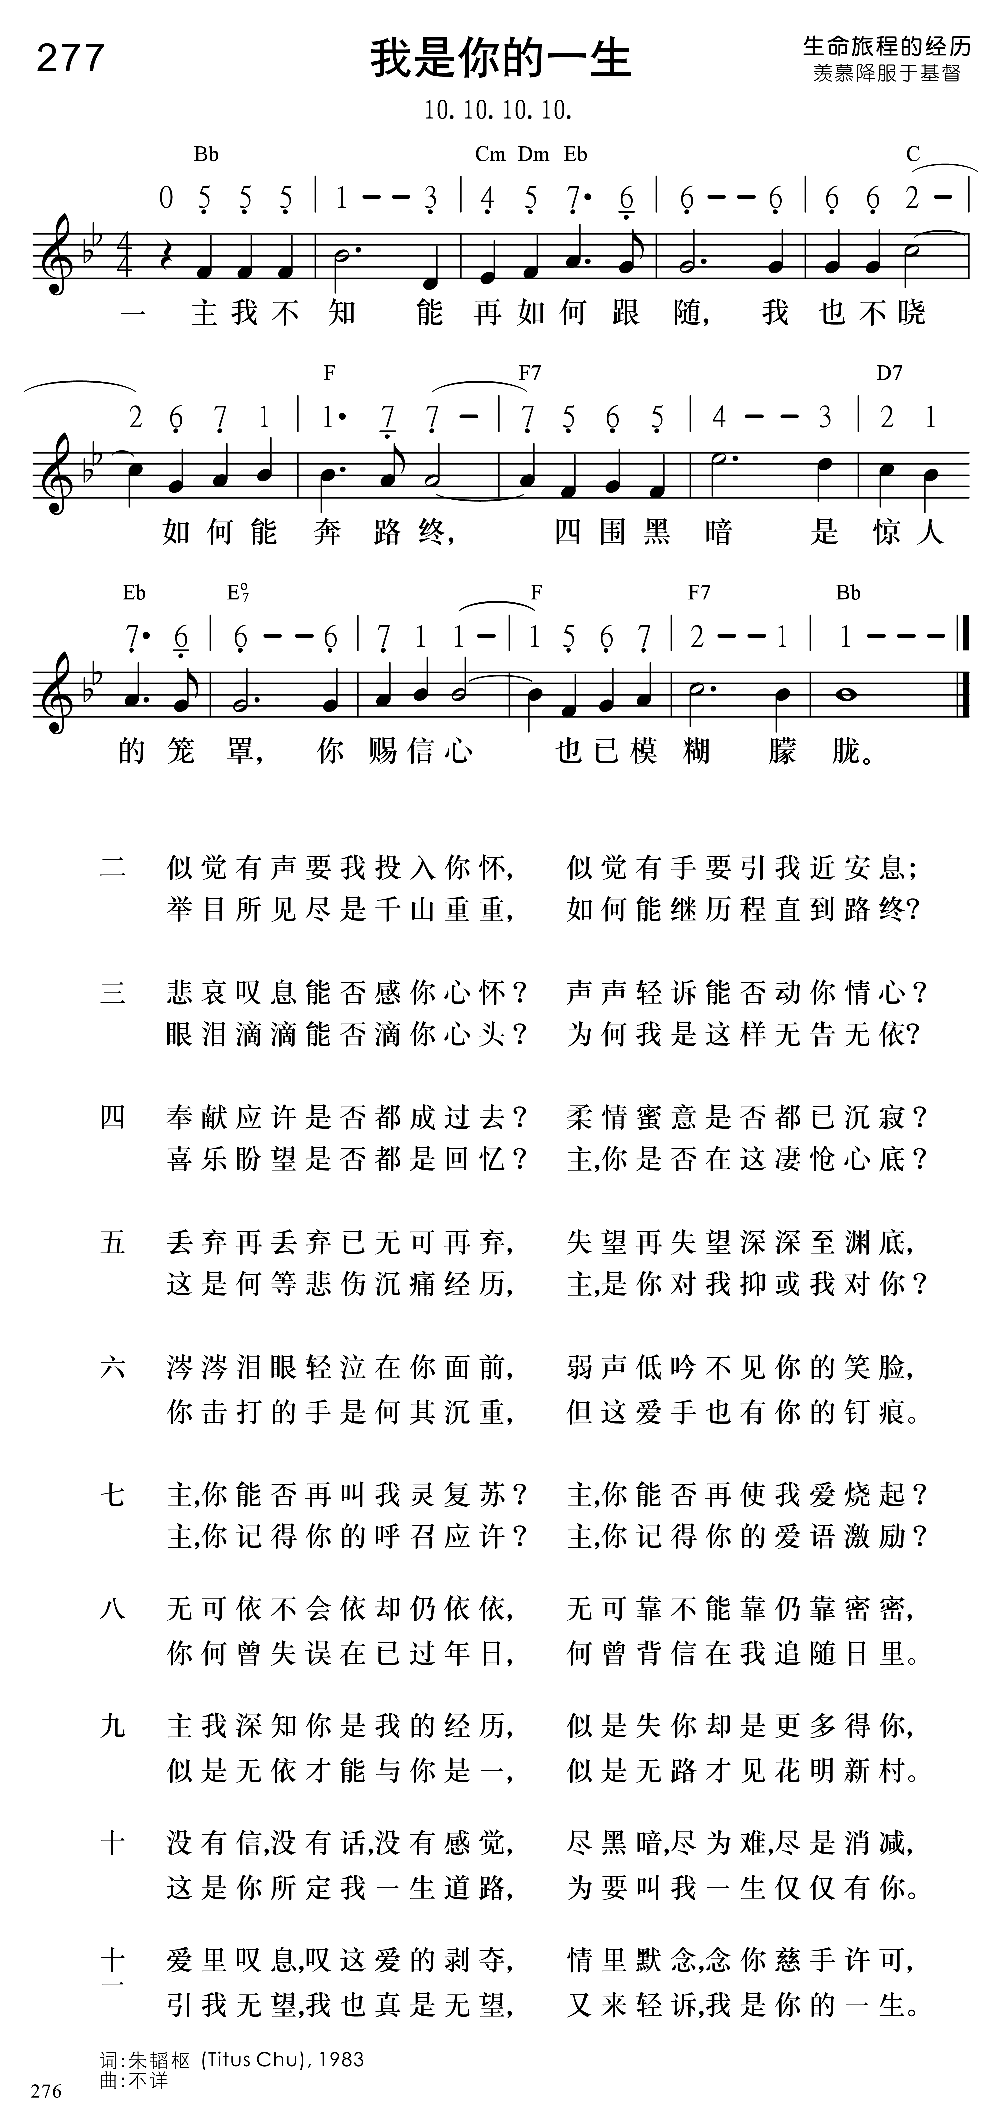 277 我是你的一生 生命旅程的经历
羡慕降服于基督
10. 10. 10. 10.
Bb Cm Dm Eb C
0 5 5 5 | 1 - - 3 | 4 5 7· 6 | 6 - - 6 | 6 6 2 - |
4/4
一 主我不知能再如何跟随，我也不晓
F F7 D7
2 6 7 1 | 1· 7 7 - | 7 5 6 5 | 4 - - 3 | 2 1
如何能奔路终，四围黑暗是惊人
Eb E°7 F F7 Bb
7· 6 | 6 - - 6 | 7 1 1 - | 1 5 6 7 | 2 - - 1 | 1 - - - ‖
的笼罩，你赐信心也已模糊朦胧。
二 似觉有声要我投入你怀， 似觉有手要引我近安息；
举目所见尽是千山重重， 如何能继历程直到路终？
三 悲哀叹息能否感你心怀？ 声声轻诉能否动你情心？
眼泪滴滴能否滴你心头？ 为何我是这样无告无依？
四 奉献应许是否都成过去？ 柔情蜜意是否都已沉寂？
喜乐盼望是否都是回忆？ 主,你是否在这凄怆心底？
五 丢弃再丢弃已无可再弃， 失望再失望深深至渊底，
这是何等悲伤沉痛经历， 主,是你对我抑或我对你？
六 涔涔泪眼轻泣在你面前， 弱声低吟不见你的笑脸，
你击打的手是何其沉重， 但这爱手也有你的钉痕。
七 主,你能否再叫我灵复苏？ 主,你能否再使我爱烧起？
主,你记得你的呼召应许？ 主,你记得你的爱语激励？
八 无可依不会依却仍依依， 无可靠不能靠仍靠密密，
你何曾失误在已过年日， 何曾背信在我追随日里。
九 主我深知你是我的经历， 似是失你却是更多得你，
似是无依才能与你是一， 似是无路才见花明新村。
十 没有信,没有话,没有感觉， 尽黑暗,尽为难,尽是消减，
这是你所定我一生道路， 为要叫我一生仅仅有你。
十一 爱里叹息,叹这爱的剥夺， 情里默念,念你慈手许可，
引我无望,我也真是无望， 又来轻诉,我是你的一生。
词:朱韬枢 (Titus Chu), 1983
曲:不详
276